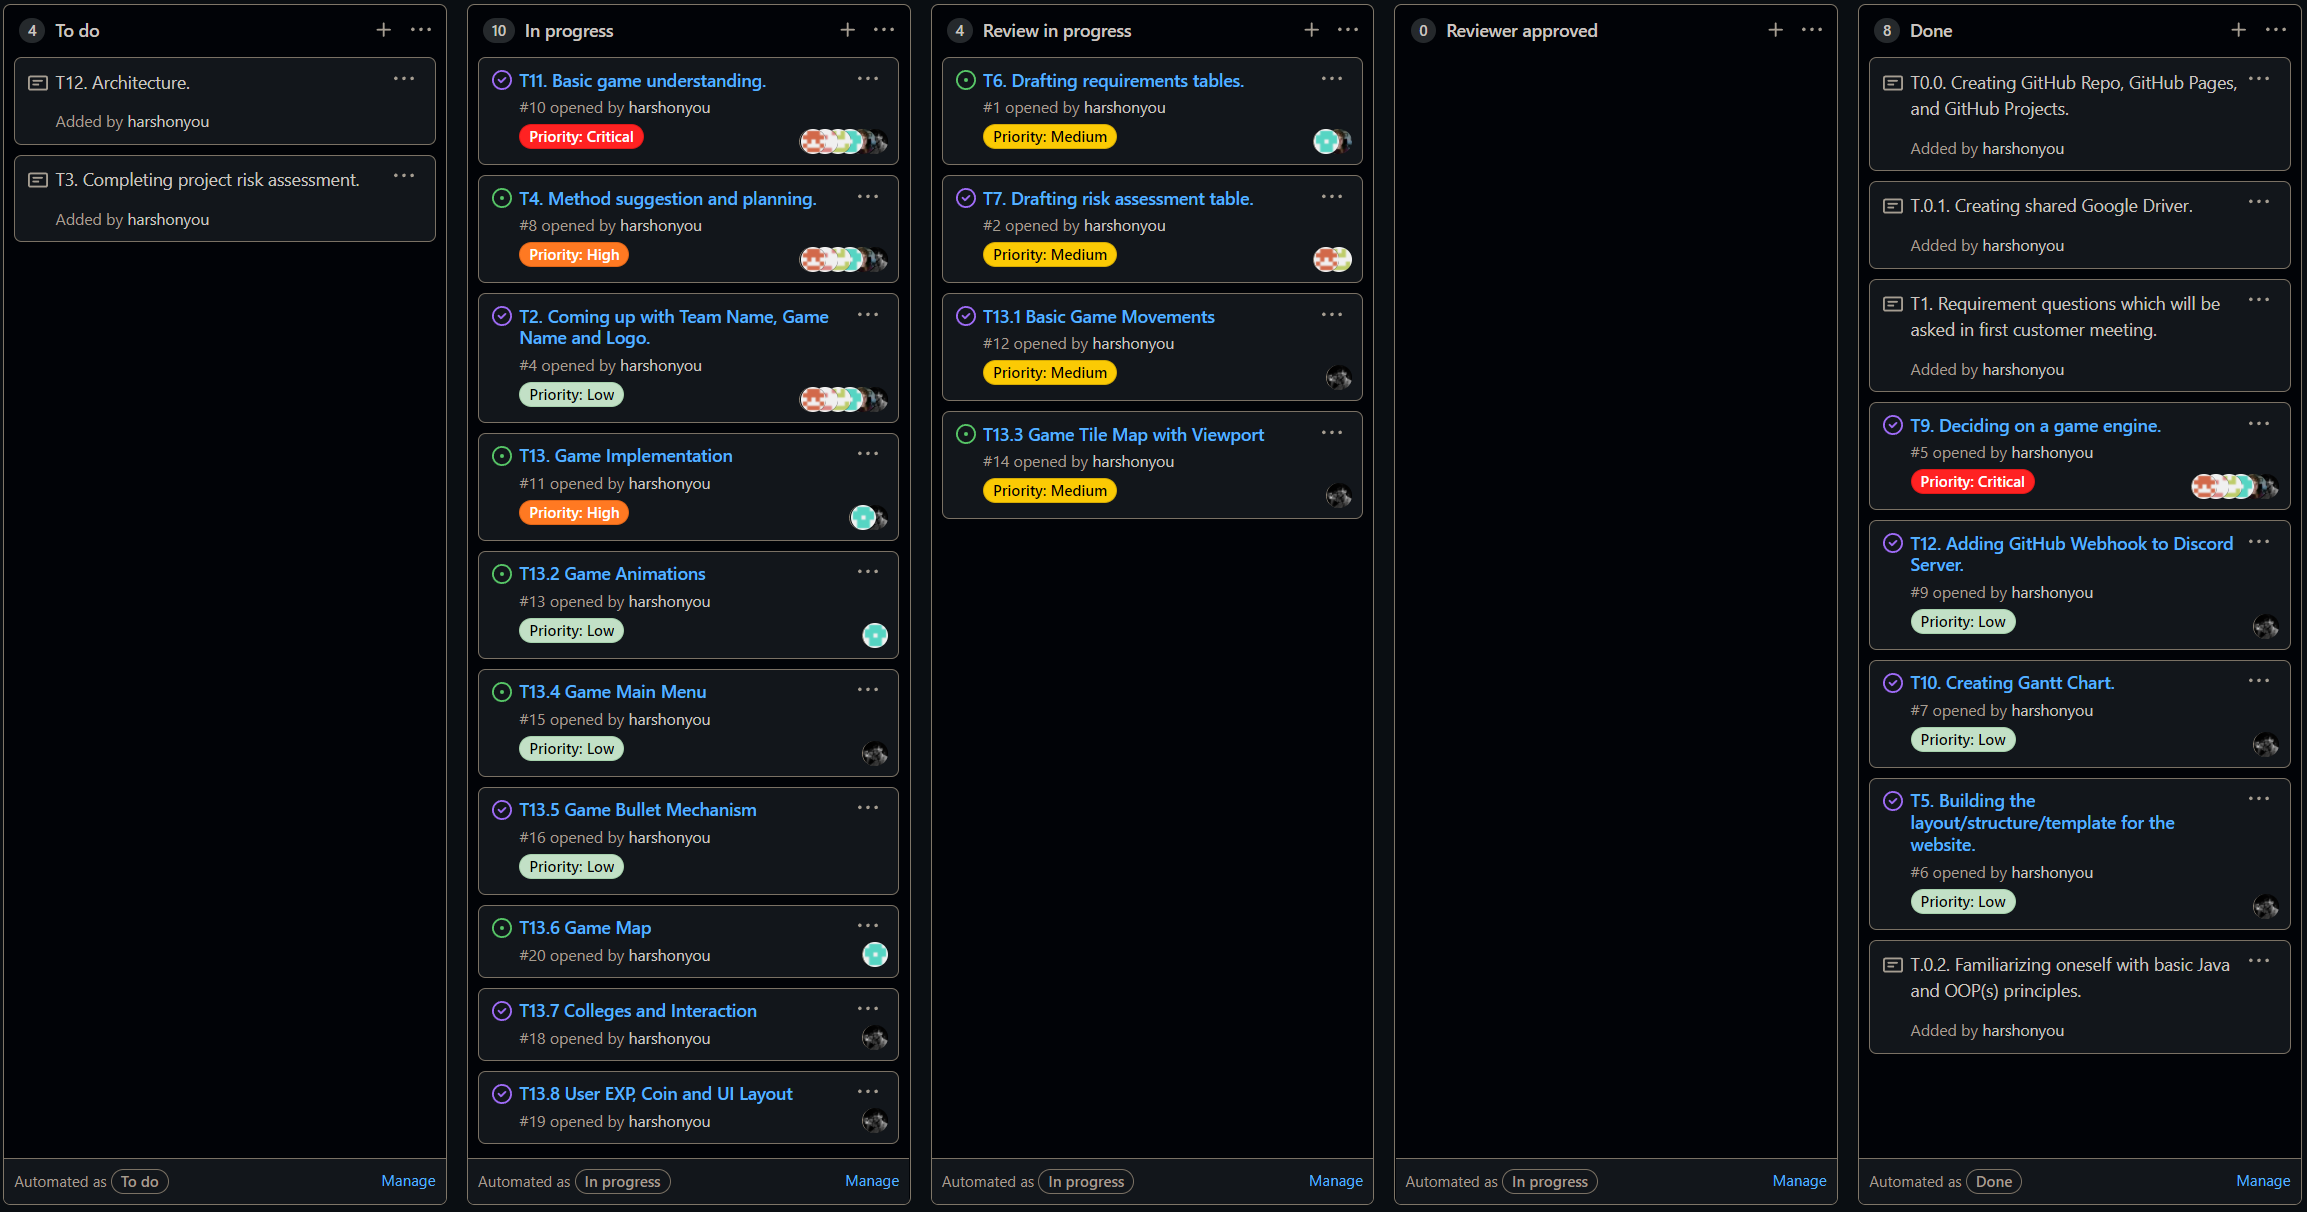 4 To do
T12. Architecture.
Added by harshonyou
T3. Completing project risk assessment.
Added by harshonyou
Automated as To do Manage
10 In progress
T11. Basic game understanding.
#10 opened by harshonyou
Priority: Critical
T4. Method suggestion and planning.
#8 opened by harshonyou
Priority: High
T2. Coming up with Team Name, Game
Name and Logo.
#4 opened by harshonyou
Priority: Low
T13. Game Implementation
#11 opened by harshonyou
Priority: High
T13.2 Game Animations
#13 opened by harshonyou
Priority: Low
T13.4 Game Main Menu
#15 opened by harshonyou
Priority: Low
T13.5 Game Bullet Mechanism
#16 opened by harshonyou
Priority: Low
T13.6 Game Map
#20 opened by harshonyou
T13.7 Colleges and Interaction
#18 opened by harshonyou
T13.8 User EXP, Coin and UI Layout
#19 opened by harshonyou
Automated as In progress Manage
4 Review in progress
T6. Drafting requirements tables.
#1 opened by harshonyou
Priority: Medium
T7. Drafting risk assessment table.
#2 opened by harshonyou
Priority: Medium
T13.1 Basic Game Movements
#12 opened by harshonyou
Priority: Medium
T13.3 Game Tile Map with Viewport
#14 opened by harshonyou
Priority: Medium
Automated as In progress Manage
0 Reviewer approved
Automated as In progress Manage
8 Done
T0.0. Creating GitHub Repo, GitHub Pages,
and GitHub Projects.
Added by harshonyou
T.0.1. Creating shared Google Driver.
Added by harshonyou
T1. Requirement questions which will be
asked in first customer meeting.
Added by harshonyou
T9. Deciding on a game engine.
#5 opened by harshonyou
Priority: Critical
T12. Adding GitHub Webhook to Discord
Server.
#9 opened by harshonyou
Priority: Low
T10. Creating Gantt Chart.
#7 opened by harshonyou
Priority: Low
T5. Building the
layout/structure/template for the
website.
#6 opened by harshonyou
Priority: Low
T.0.2. Familiarizing oneself with basic Java
and OOP(s) principles.
Added by harshonyou
Automated as Done Manage